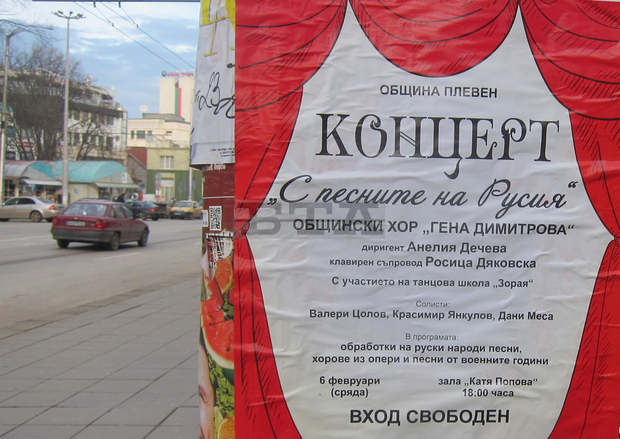 ОБЩИНА ПЛЕВЕН
КОНЦЕРТ
„С песните на Русия“
ОБЩИНСКИ ХОР „ГЕНА ДИМИТРОВА“
диригент Анелия Дечева
клавирен съпровод Росица Дяковска
С участието на танцова школа „Зорая“
Солисти:
Валери Цолов, Красимир Янкулов, Дани Меса
В програмата:
обработки на руски народни песни,
хорове из опери и песни от военните години
6 февруари зала „Катя Попова“
(сряда) 18:00 часа
ВХОД СВОБОДЕН
BTA